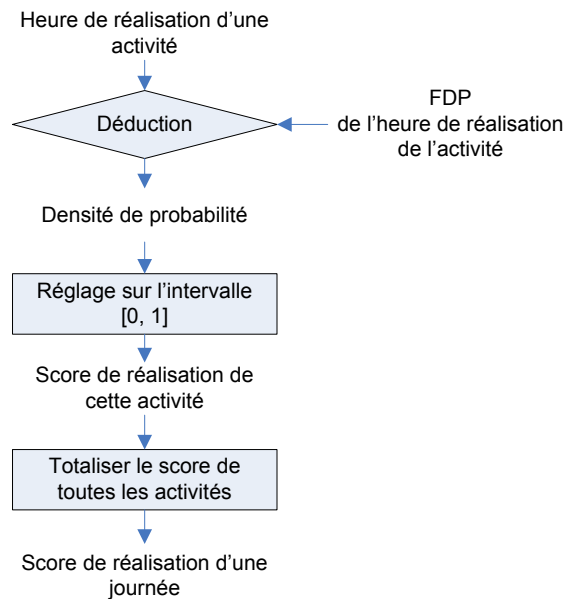 Heure de réalisation d’une
activité
Déduction
FDP
de l’heure de réalisation
de l’activité
Densité de probabilité
Réglage sur l’intervalle
[0, 1]
Score de réalisation de
cette activité
Totaliser le score de
toutes les activités
Score de réalisation d’une
journée